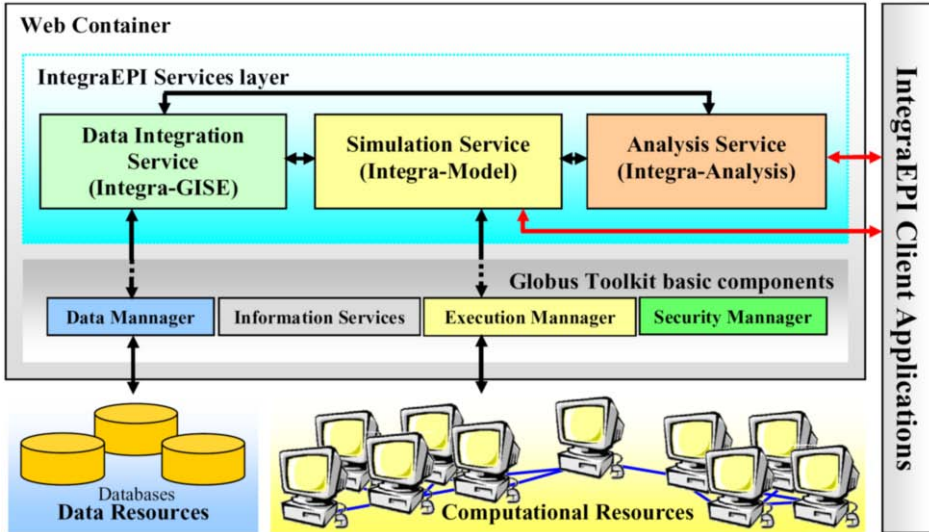 Web Container
IntegraEPI Services layer
Data Integration
Service
(Integra-GISE)
Simulation Service
(Integra-Model)
Analysis Service
(Integra-Analysis)
Globus Toolkit basic components
Data Mannager
Information Services
Execution Mannager
Security Mannager
Databases
Data Resources
Computational Resources
IntegraEPI Client Applications